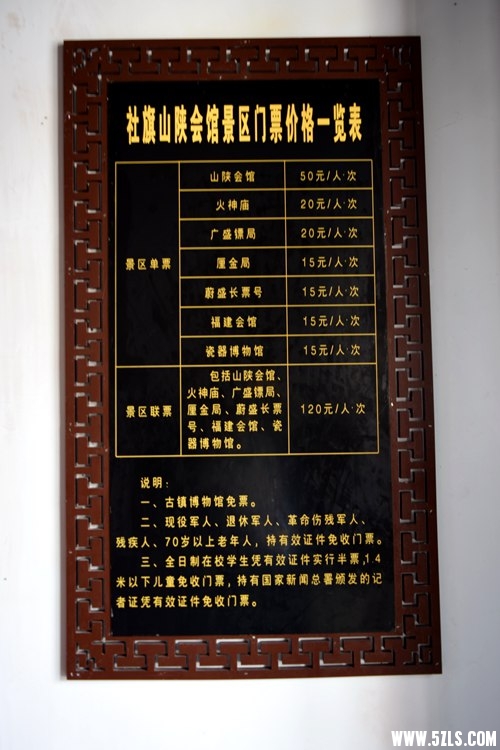 社旗山陕会馆景区门票价格一览表
景区单票
山陕会馆 50元/人·次
火神庙 20元/人·次
广盛镖局 20元/人·次
厘金局 15元/人·次
蔚盛长票号 15元/人·次
福建会馆 15元/人·次
瓷器博物馆 15元/人·次
景区联票
包括山陕会馆、
火神庙、广盛镖局、
厘金局、蔚盛长票
号、福建会馆、瓷
器博物馆。
120元/人·次
说明：
一、古镇博物馆免票。
二、现役军人、退休军人、革命伤残军人、
残疾人、70岁以上老年人，持有效证件免收门票。
三、全日制在校学生凭有效证件实行半票,1.4
米以下儿童免收门票，持有国家新闻总署颁发的记
者证凭有效证件免收门票。
WWW.52LS.COM